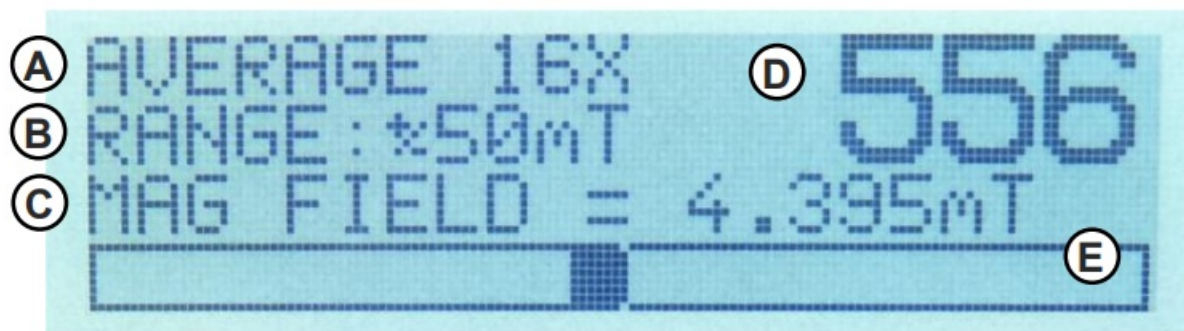 A AVERAGE 16X D 556
B RANGE:±50mT
C MAG FIELD = 4.395mT
E